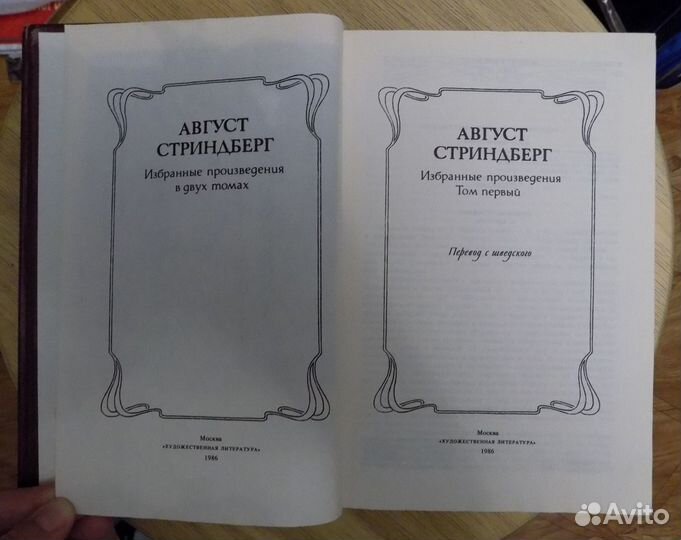 АВГУСТ
СТРИНДБЕРГ
Избранные произведения
в двух томах
Москва
«ХУДОЖЕСТВЕННАЯ ЛИТЕРАТУРА»
1986
АВГУСТ
СТРИНДБЕРГ
Избранные произведения
Том первый
Перевод с шведского
Москва
«ХУДОЖЕСТВЕННАЯ ЛИТЕРАТУРА»
1986
Avito